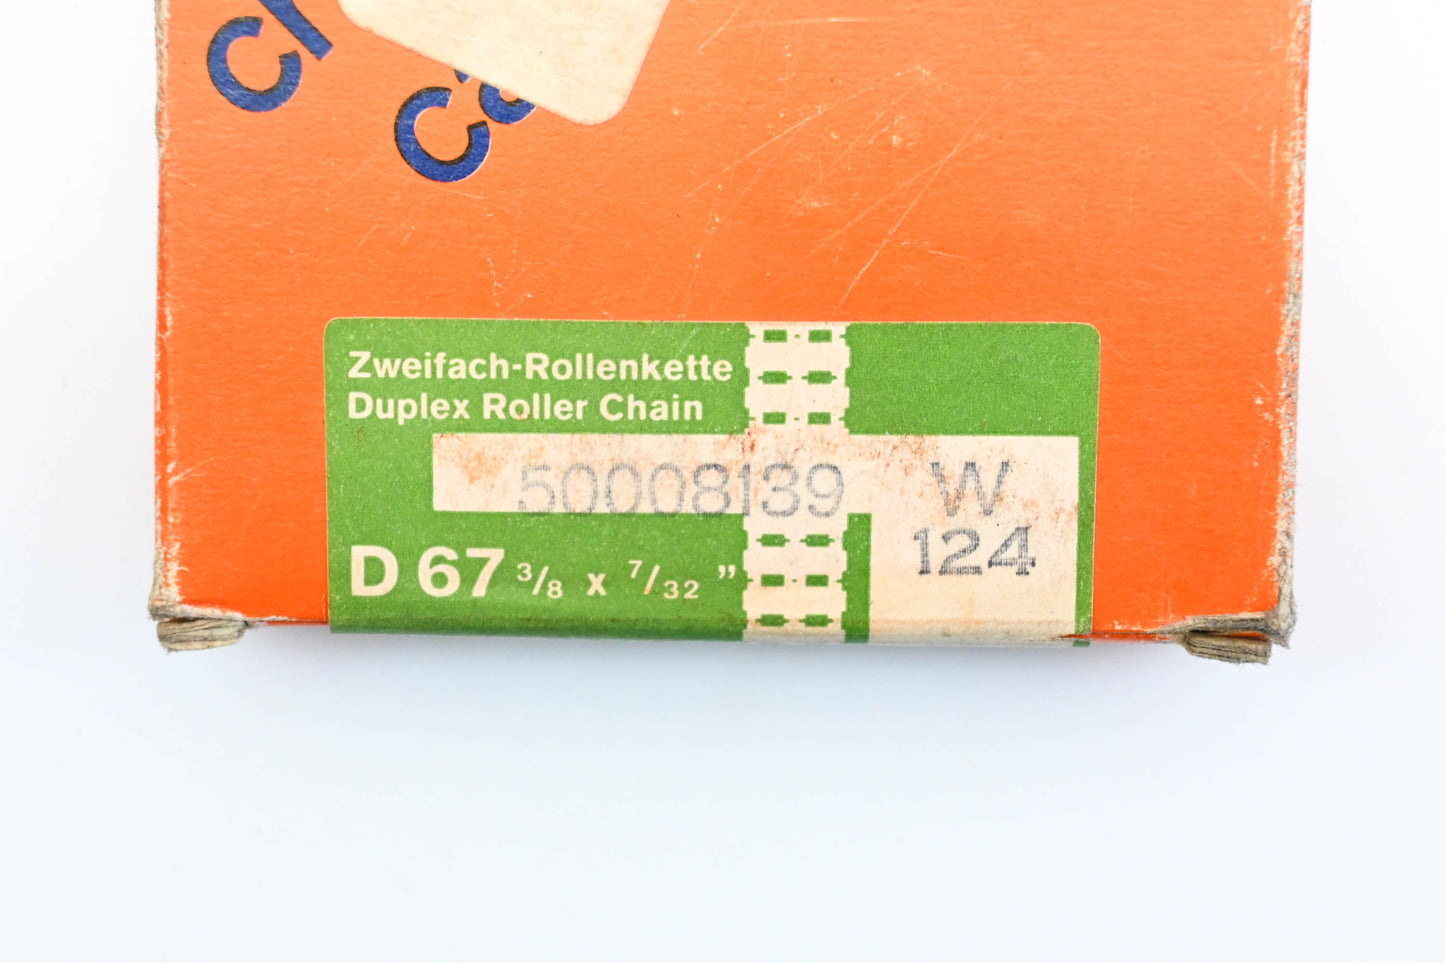 Zweifach-Rollenkette
Duplex Roller Chain
50008139 W
124
D 67 3/8 x 7/32 "